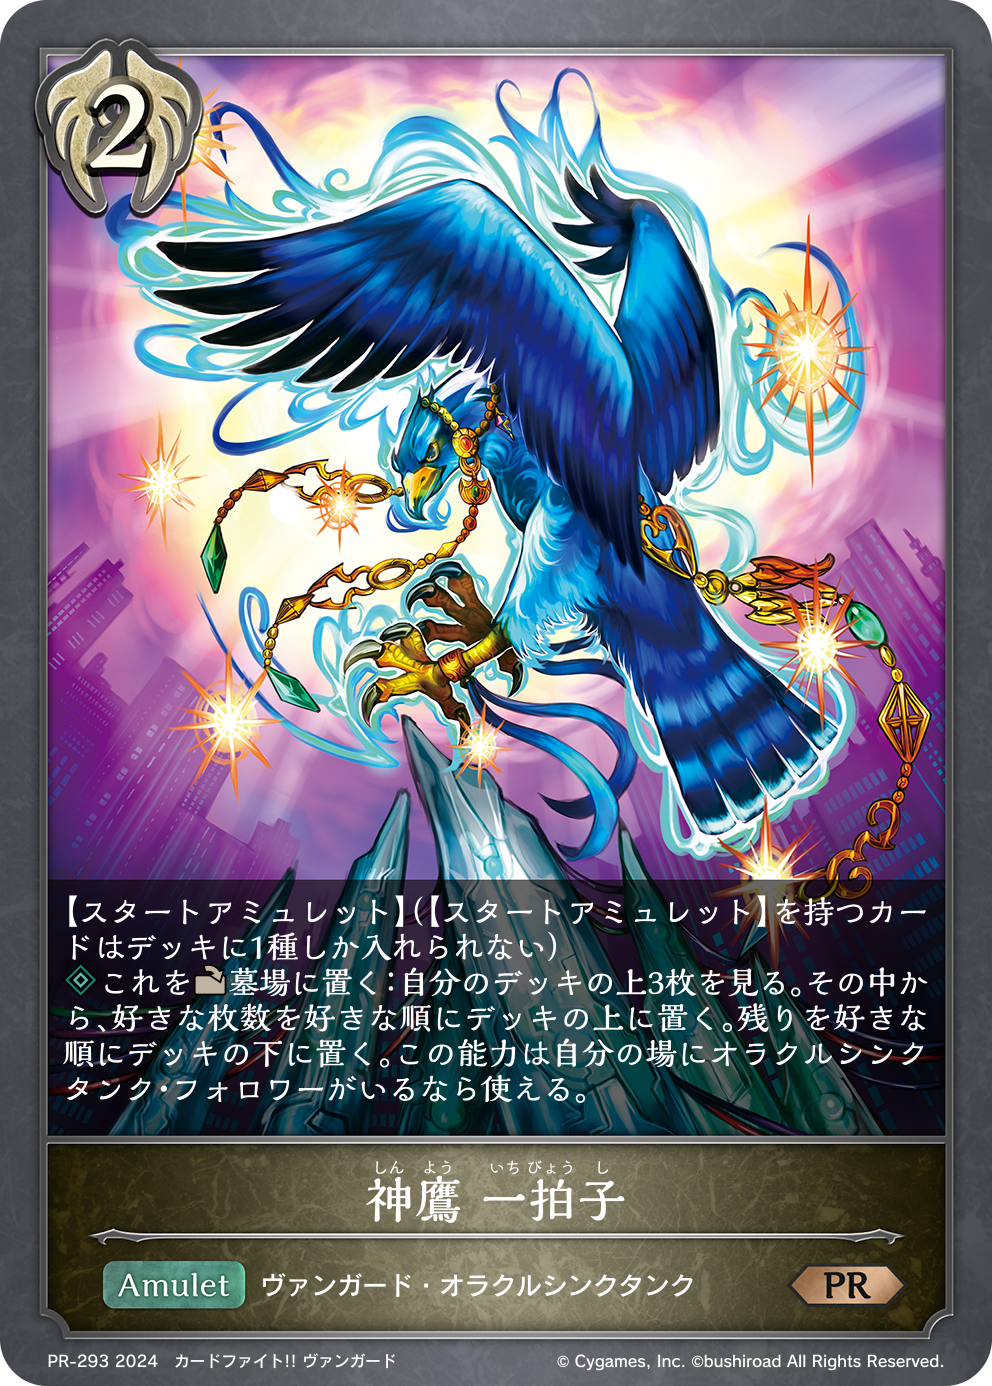 2
【スタートアミュレット】(【スタートアミュレット】を持つカー
ドはデッキに1種しか入れられない)
これを墓場に置く:自分のデッキの上3枚を見る。その中か
ら、好きな枚数を好きな順にデッキの上に置く。残りを好きな
順にデッキの下に置く。この能力は自分の場にオラクルシンク
タンク・フォロワーがいるなら使える。
しん よう いち びょう し
神鷹 一拍子
Amulet ヴァンガード・オラクルシンクタンク PR
PR-293 2024 カードファイト!! ヴァンガード © Cygames, Inc. ©bushiroad All Rights Reserved.